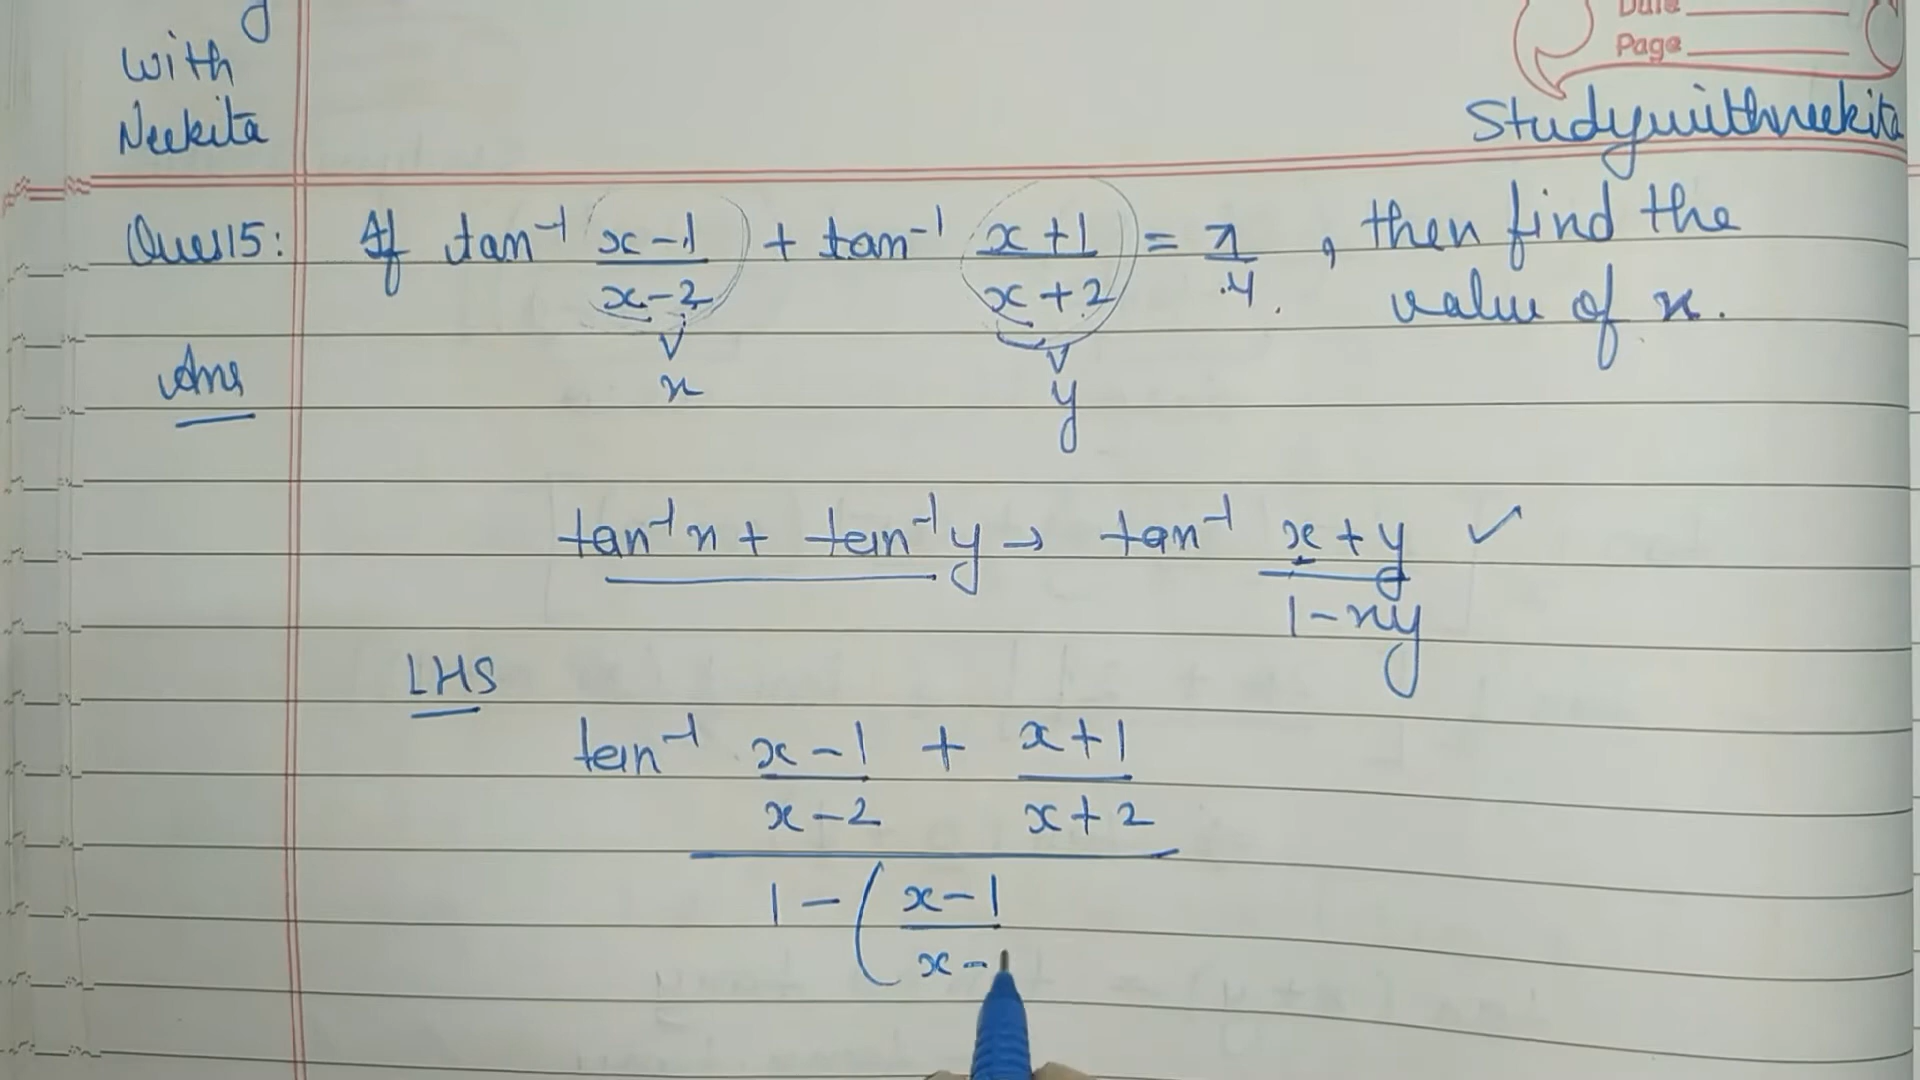 Date
Page
with
Neekita
Studywithneekita
Ques15: If tan⁻¹ (x-1)/(x-2) + tan⁻¹ (x+1)/(x+2) = π/4 , then find the
value of x.
x
y
Ans
tan⁻¹x + tan⁻¹y → tan⁻¹ (x+y)/(1-xy) ✓
LHS
tan⁻¹ x-1 + x+1
x-2 x+2
1 - ( x-1
x-